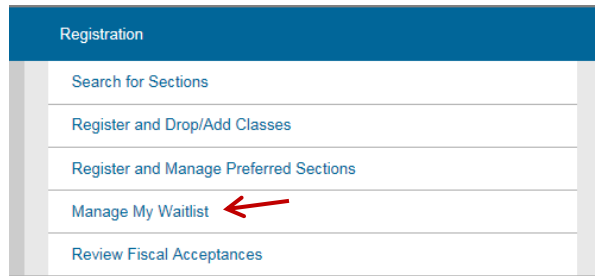 Registration
Search for Sections
Register and Drop/Add Classes
Register and Manage Preferred Sections
Manage My Waitlist
Review Fiscal Acceptances